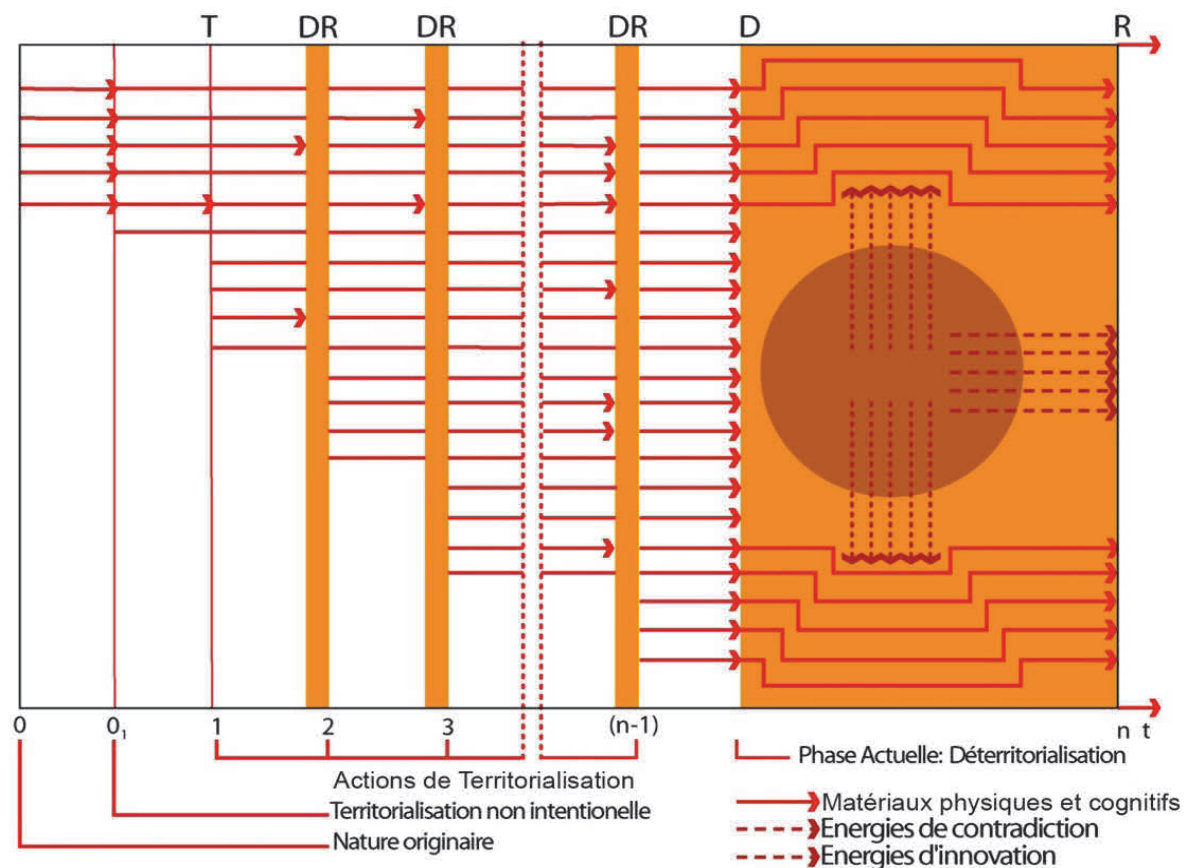 T DR DR DR D R
0 0₁ 1 2 3 (n-1) n t
Phase Actuelle: Déterritorialisation
Actions de Territorialisation
Territorialisation non intentionelle
Nature originaire
Matériaux physiques et cognitifs
Energies de contradiction
Energies d'innovation